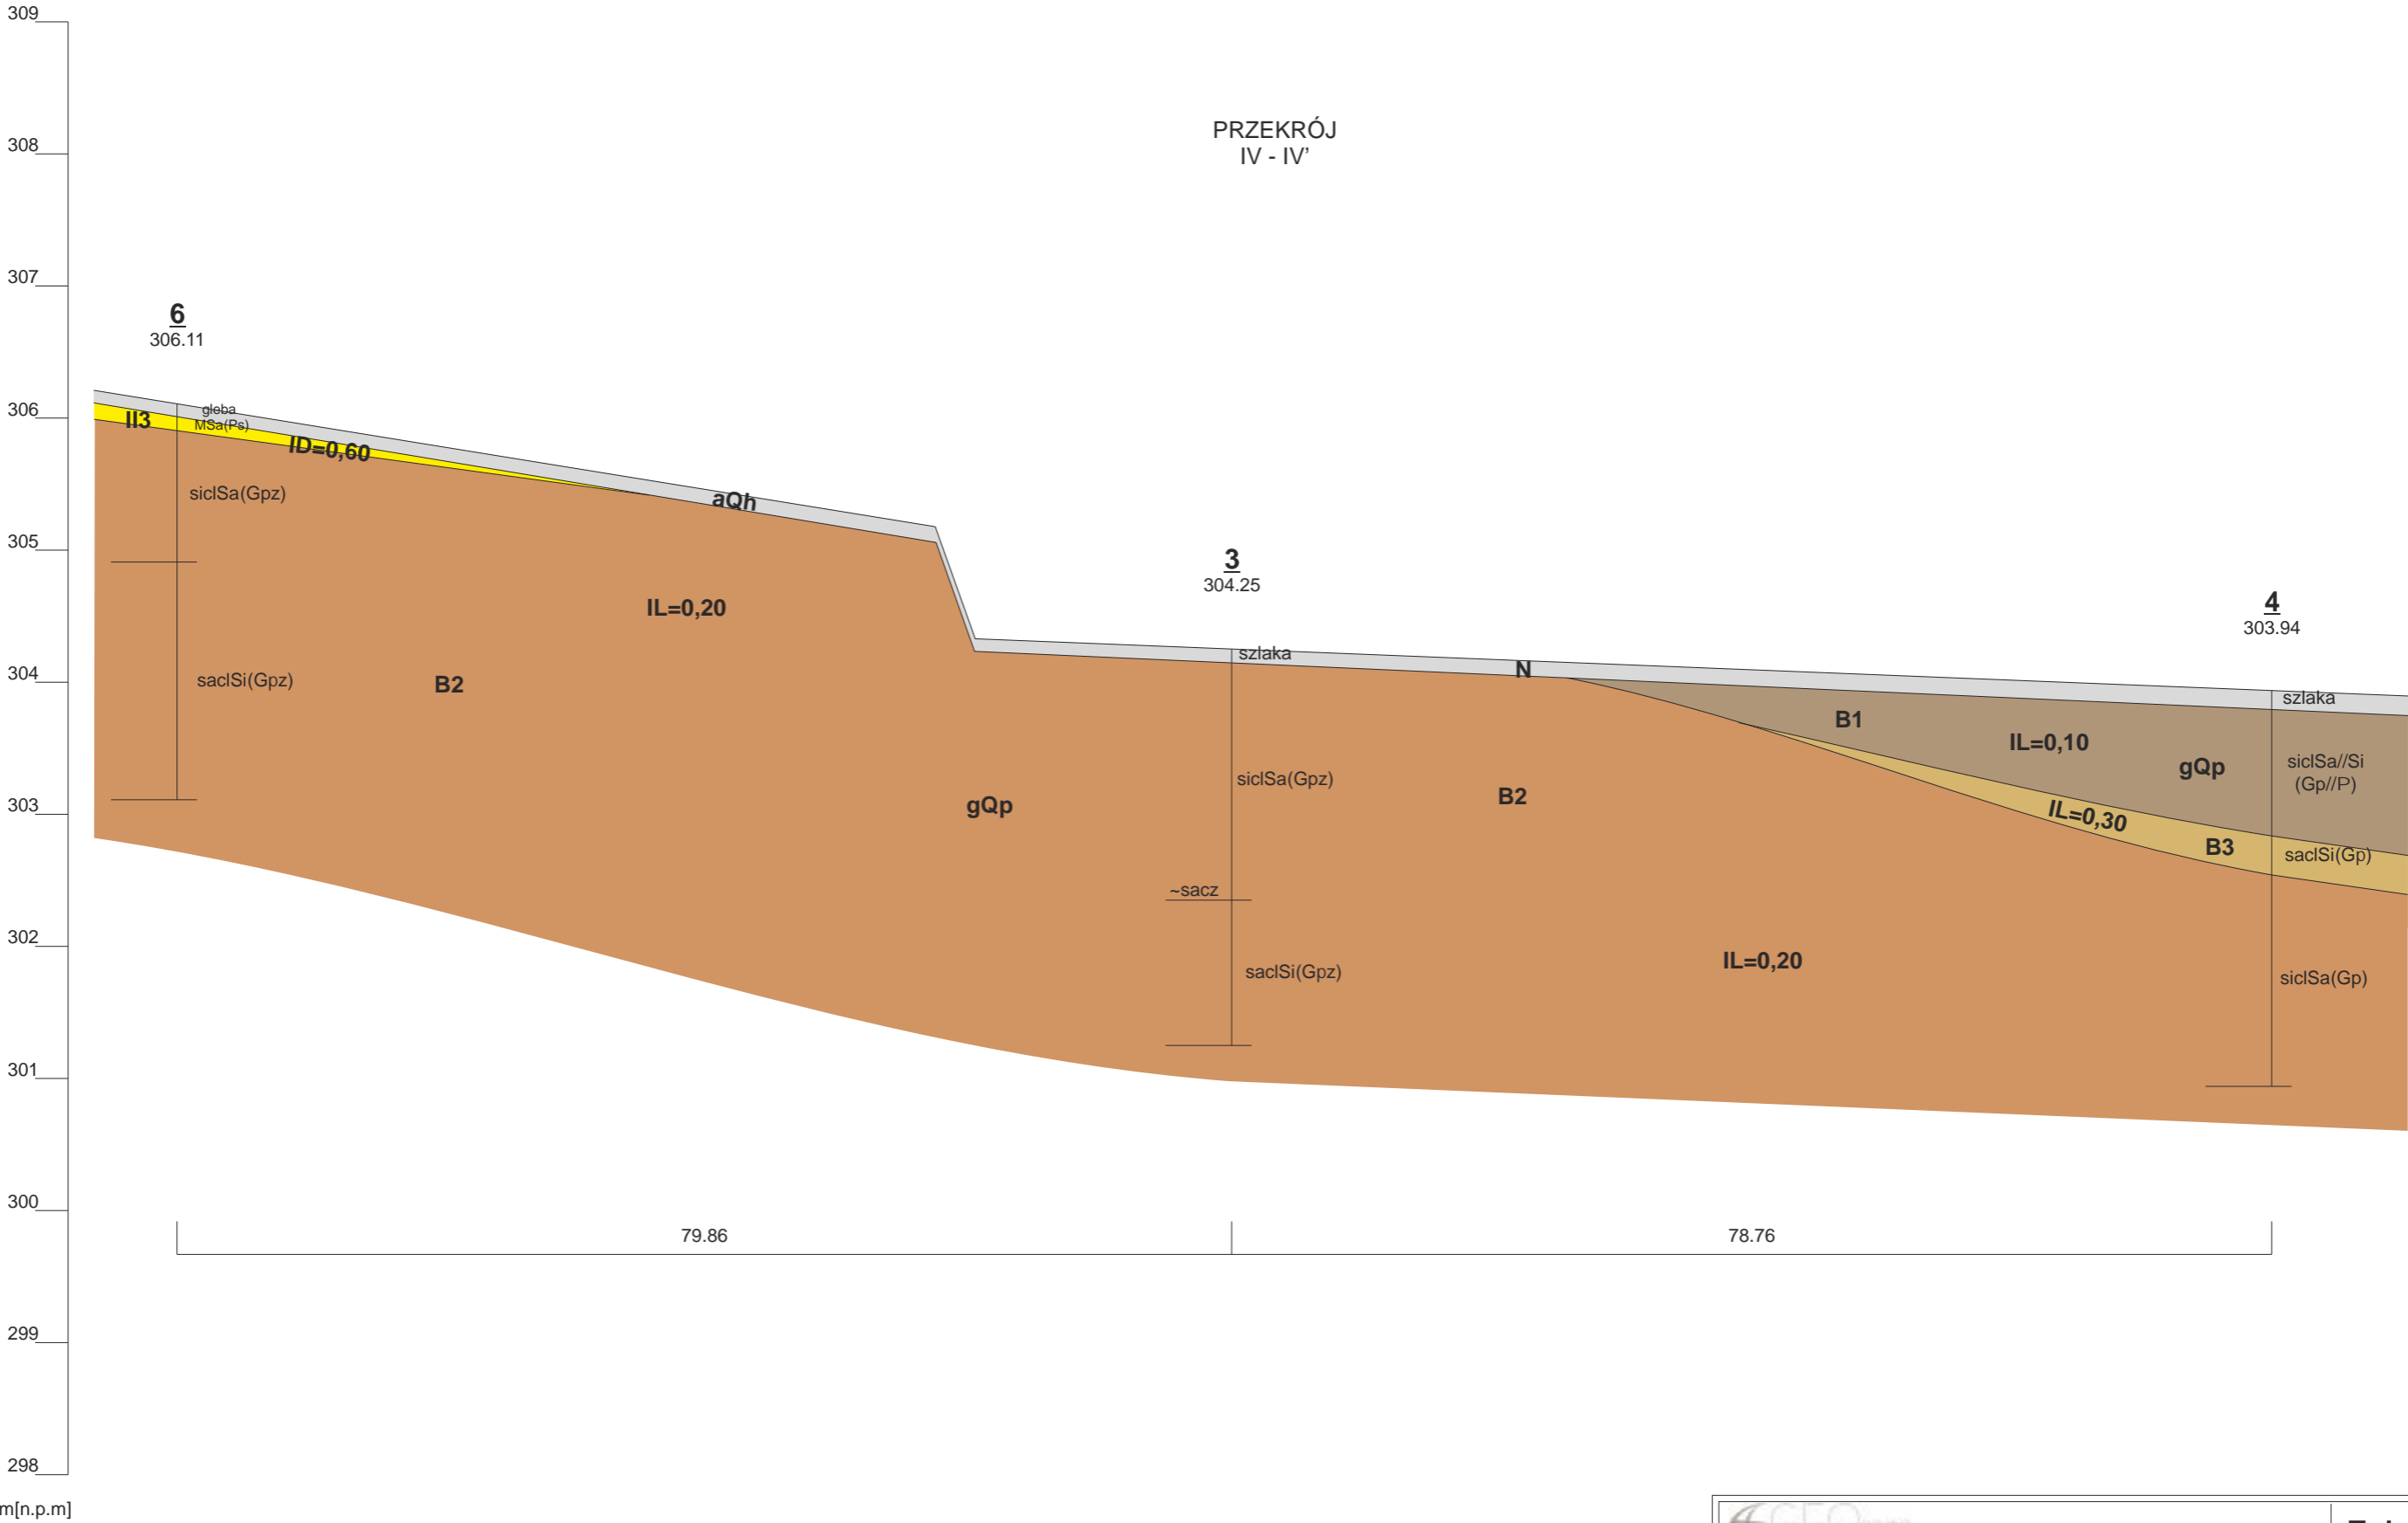 309
308
307
306
305
304
303
302
301
300
299
298
m[n.p.m]
PRZEKRÓJ
IV - IV'
6
306.11
gleba
MSa(Ps)
II3
ID=0,60
aQh
siclSa(Gpz)
saclSi(Gpz)
B2
IL=0,20
gQp
3
304.25
szlaka
N
siclSa(Gpz)
~sacz
saclSi(Gpz)
B2
IL=0,20
4
303.94
szlaka
B1
IL=0,10
gQp
siclSa//Si
(Gp//P)
IL=0,30
B3
saclSi(Gp)
siclSa(Gp)
79.86
78.76
GEO